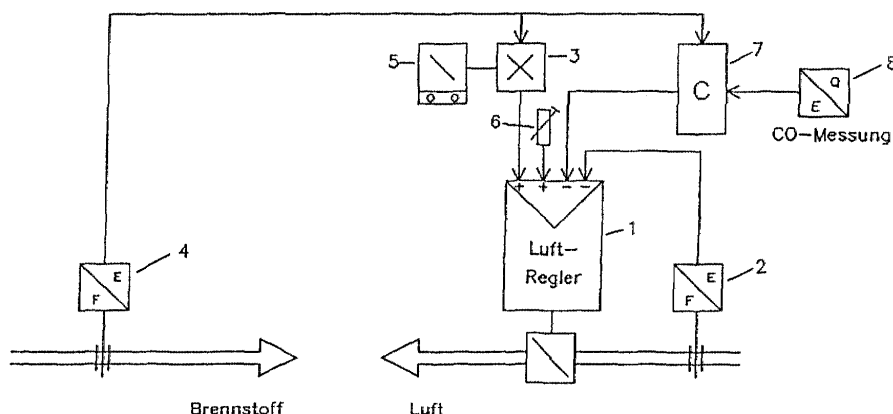 5
3
7
8
C
Q
E
CO-Messung
6
+ + - -
1
Luft-
Regler
4
E
F
2
E
F
Brennstoff
Luft